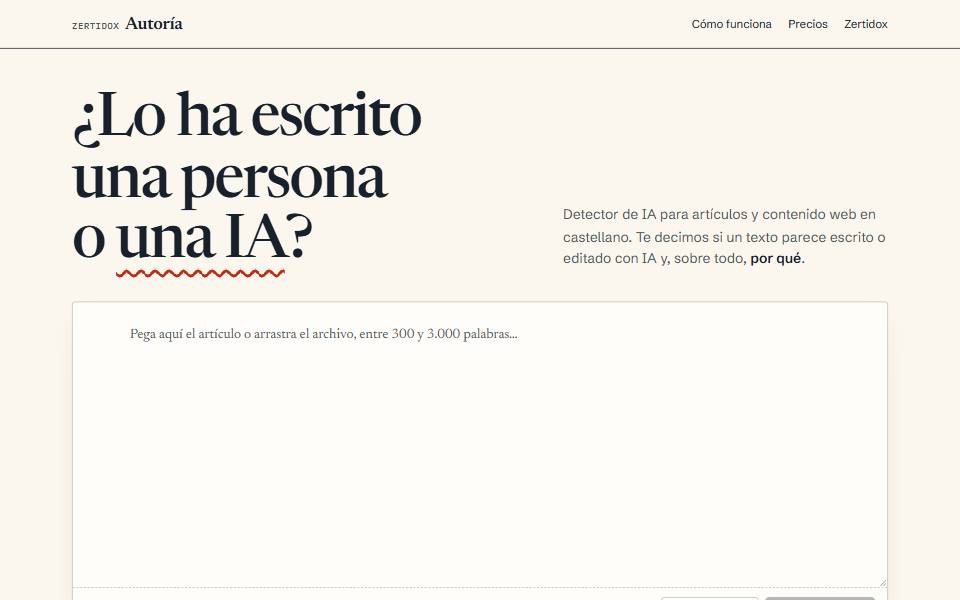 ZERTIDOX Autoría
Cómo funciona Precios Zertidox
¿Lo ha escrito
una persona
o una IA?
Detector de IA para artículos y contenido web en
castellano. Te decimos si un texto parece escrito o
editado con IA y, sobre todo, por qué.
Pega aquí el artículo o arrastra el archivo, entre 300 y 3.000 palabras…